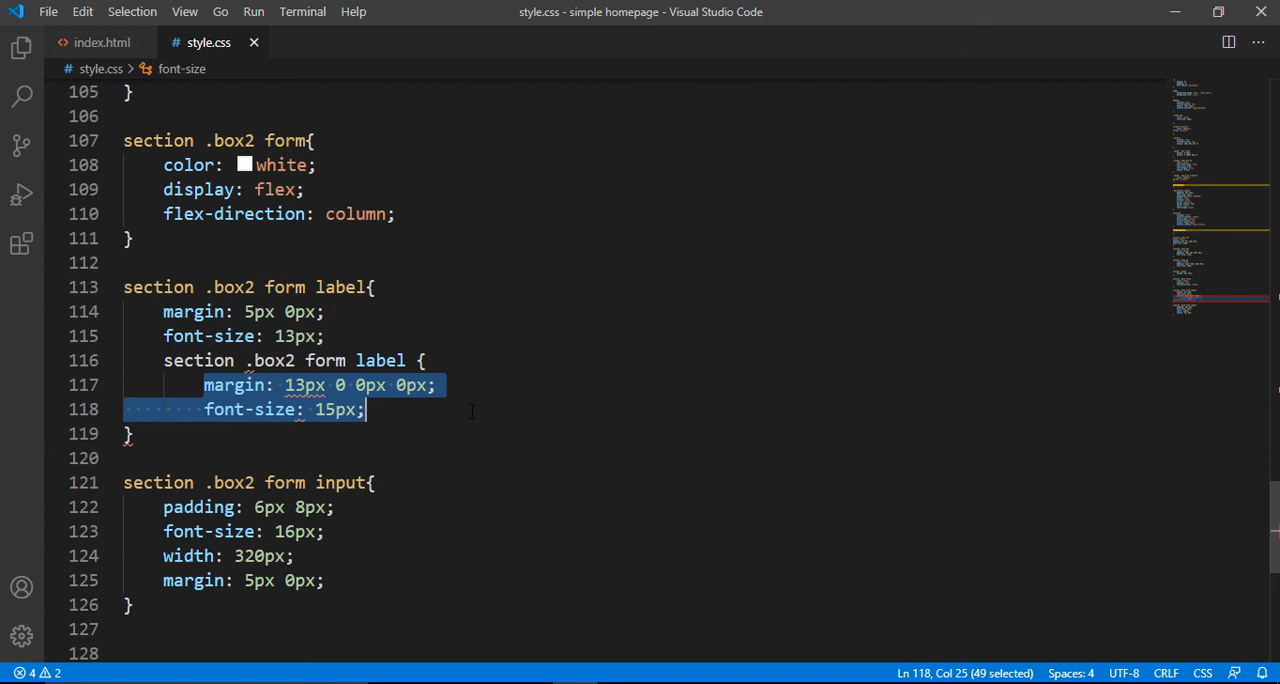 File Edit Selection View Go Run Terminal Help style.css - simple homepage - Visual Studio Code
<> index.html # style.css
# style.css > font-size
105 }
106
107 section .box2 form{
108 color: white;
109 display: flex;
110 flex-direction: column;
111 }
112
113 section .box2 form label{
114 margin: 5px 0px;
115 font-size: 13px;
116 section .box2 form label {
117 margin: 13px 0 0px 0px;
118 font-size: 15px;
119 }
120
121 section .box2 form input{
122 padding: 6px 8px;
123 font-size: 16px;
124 width: 320px;
125 margin: 5px 0px;
126 }
127
128
4 2 Ln 118, Col 25 (49 selected) Spaces: 4 UTF-8 CRLF CSS